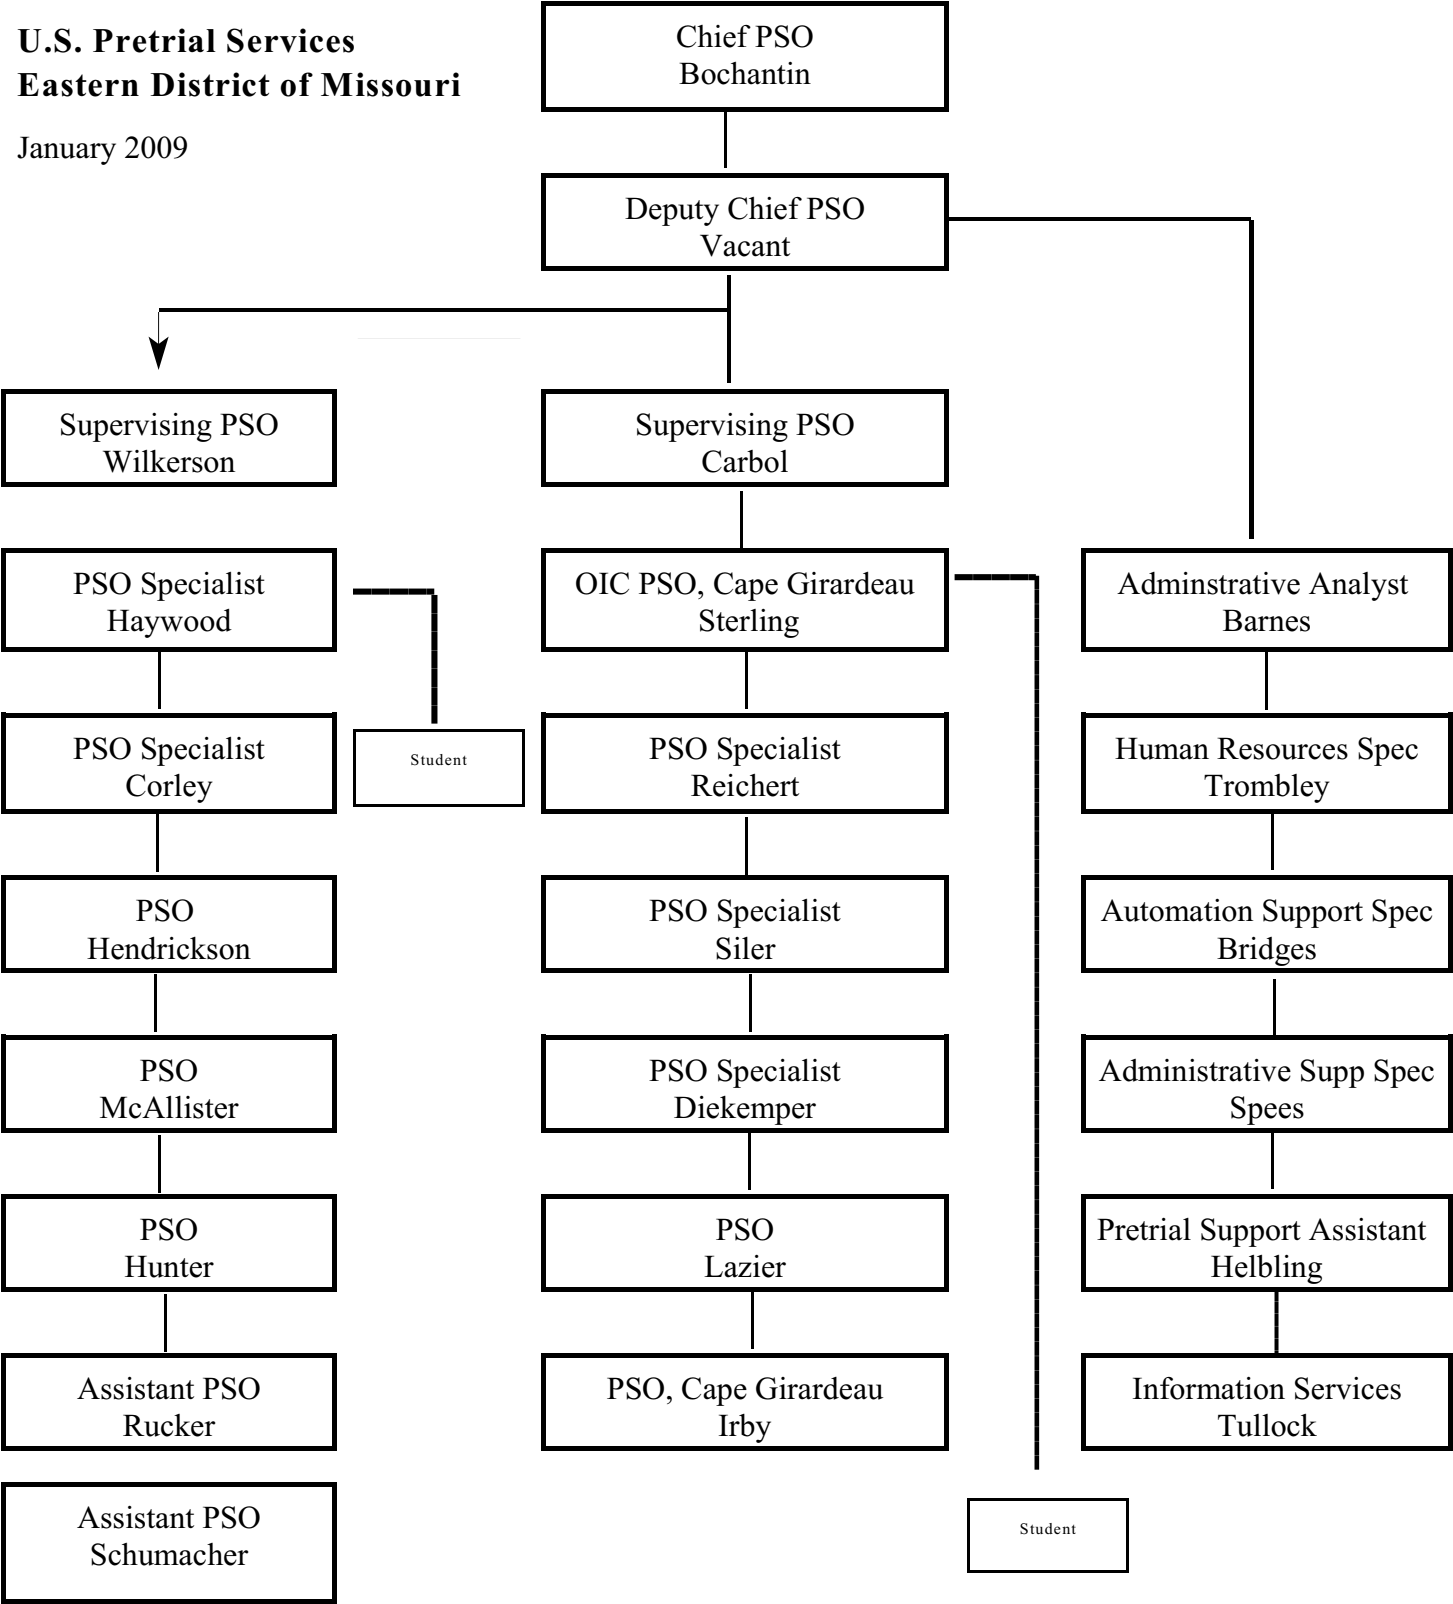 U.S. Pretrial Services
Eastern District of Missouri
January 2009
Chief PSO
Bochantin
Deputy Chief PSO
Vacant
Supervising PSO
Wilkerson
Supervising PSO
Carbol
PSO Specialist
Haywood
OIC PSO, Cape Girardeau
Sterling
Adminstrative Analyst
Barnes
PSO Specialist
Corley
Student
PSO Specialist
Reichert
Human Resources Spec
Trombley
PSO
Hendrickson
PSO Specialist
Siler
Automation Support Spec
Bridges
PSO
McAllister
PSO Specialist
Diekemper
Administrative Supp Spec
Spees
PSO
Hunter
PSO
Lazier
Pretrial Support Assistant
Helbling
Assistant PSO
Rucker
PSO, Cape Girardeau
Irby
Information Services
Tullock
Assistant PSO
Schumacher
Student